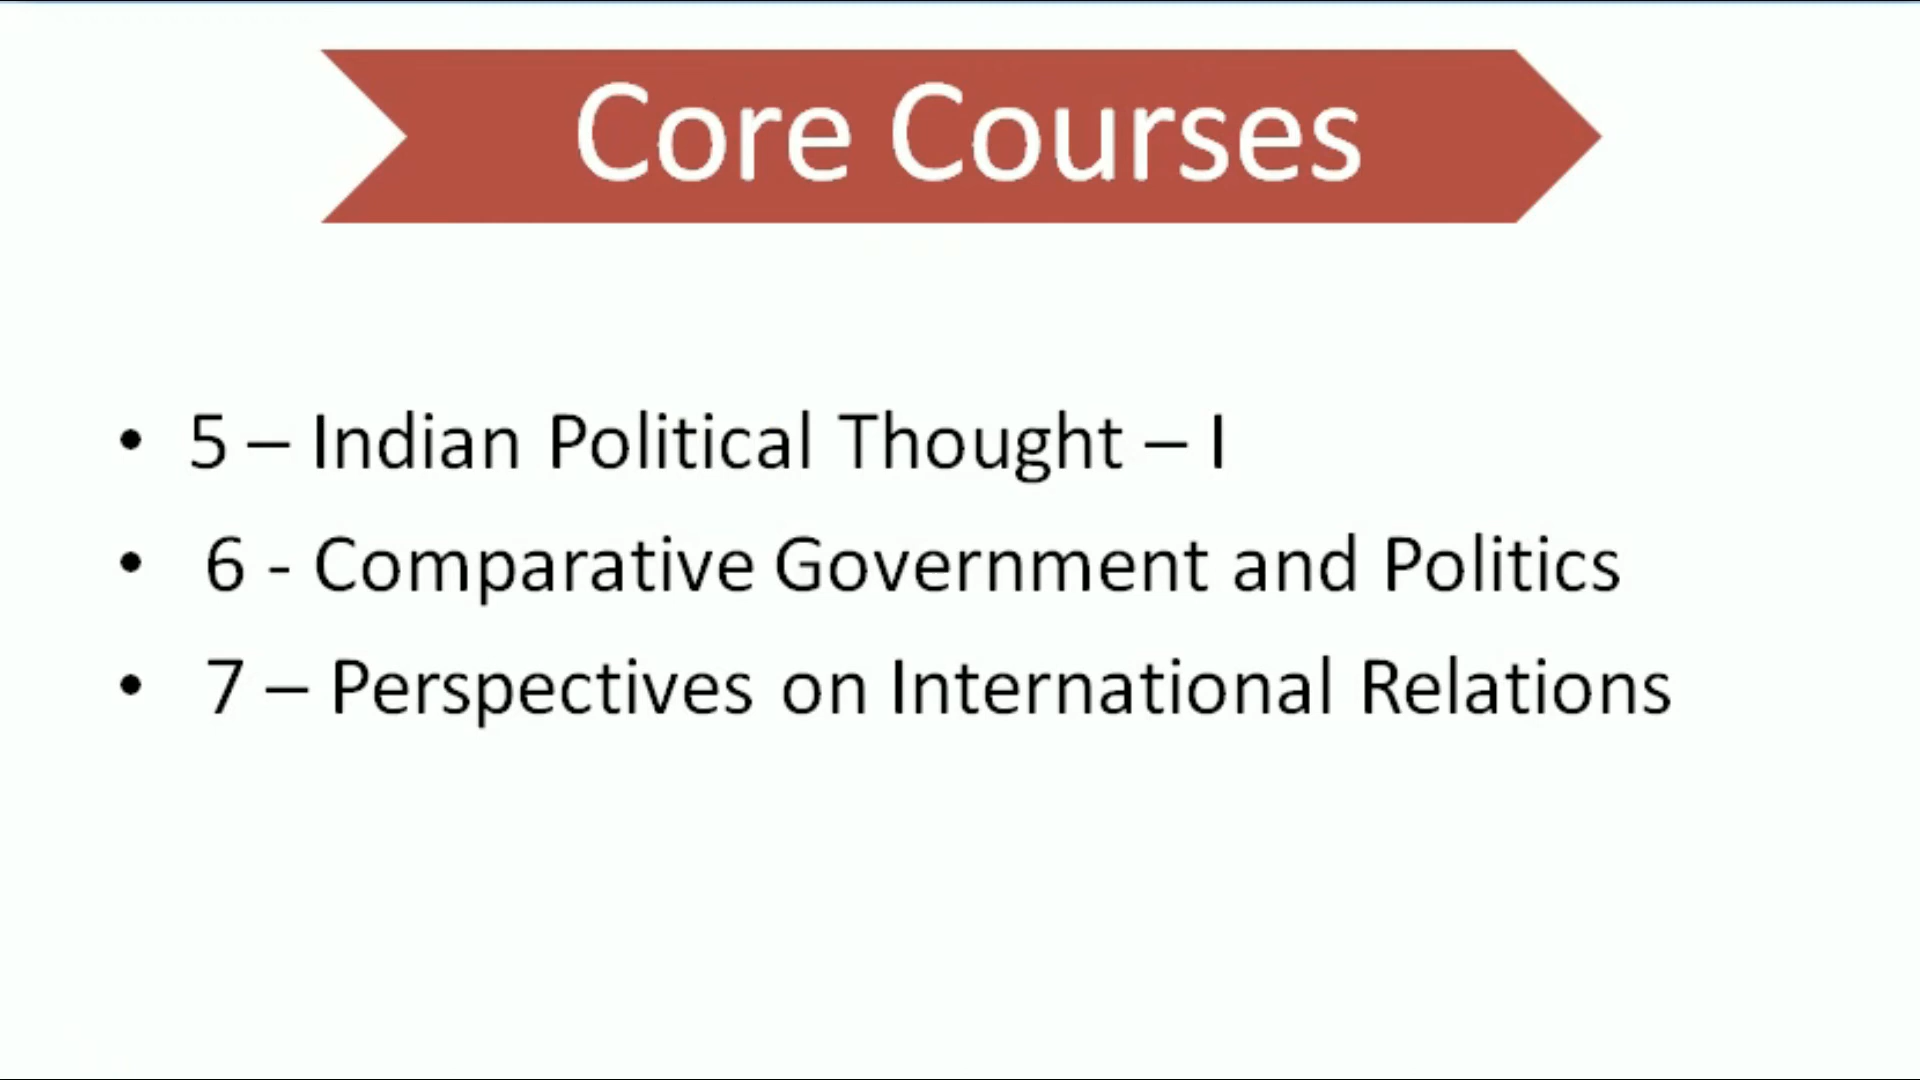 Core Courses
• 5 – Indian Political Thought – I
• 6 - Comparative Government and Politics
• 7 – Perspectives on International Relations